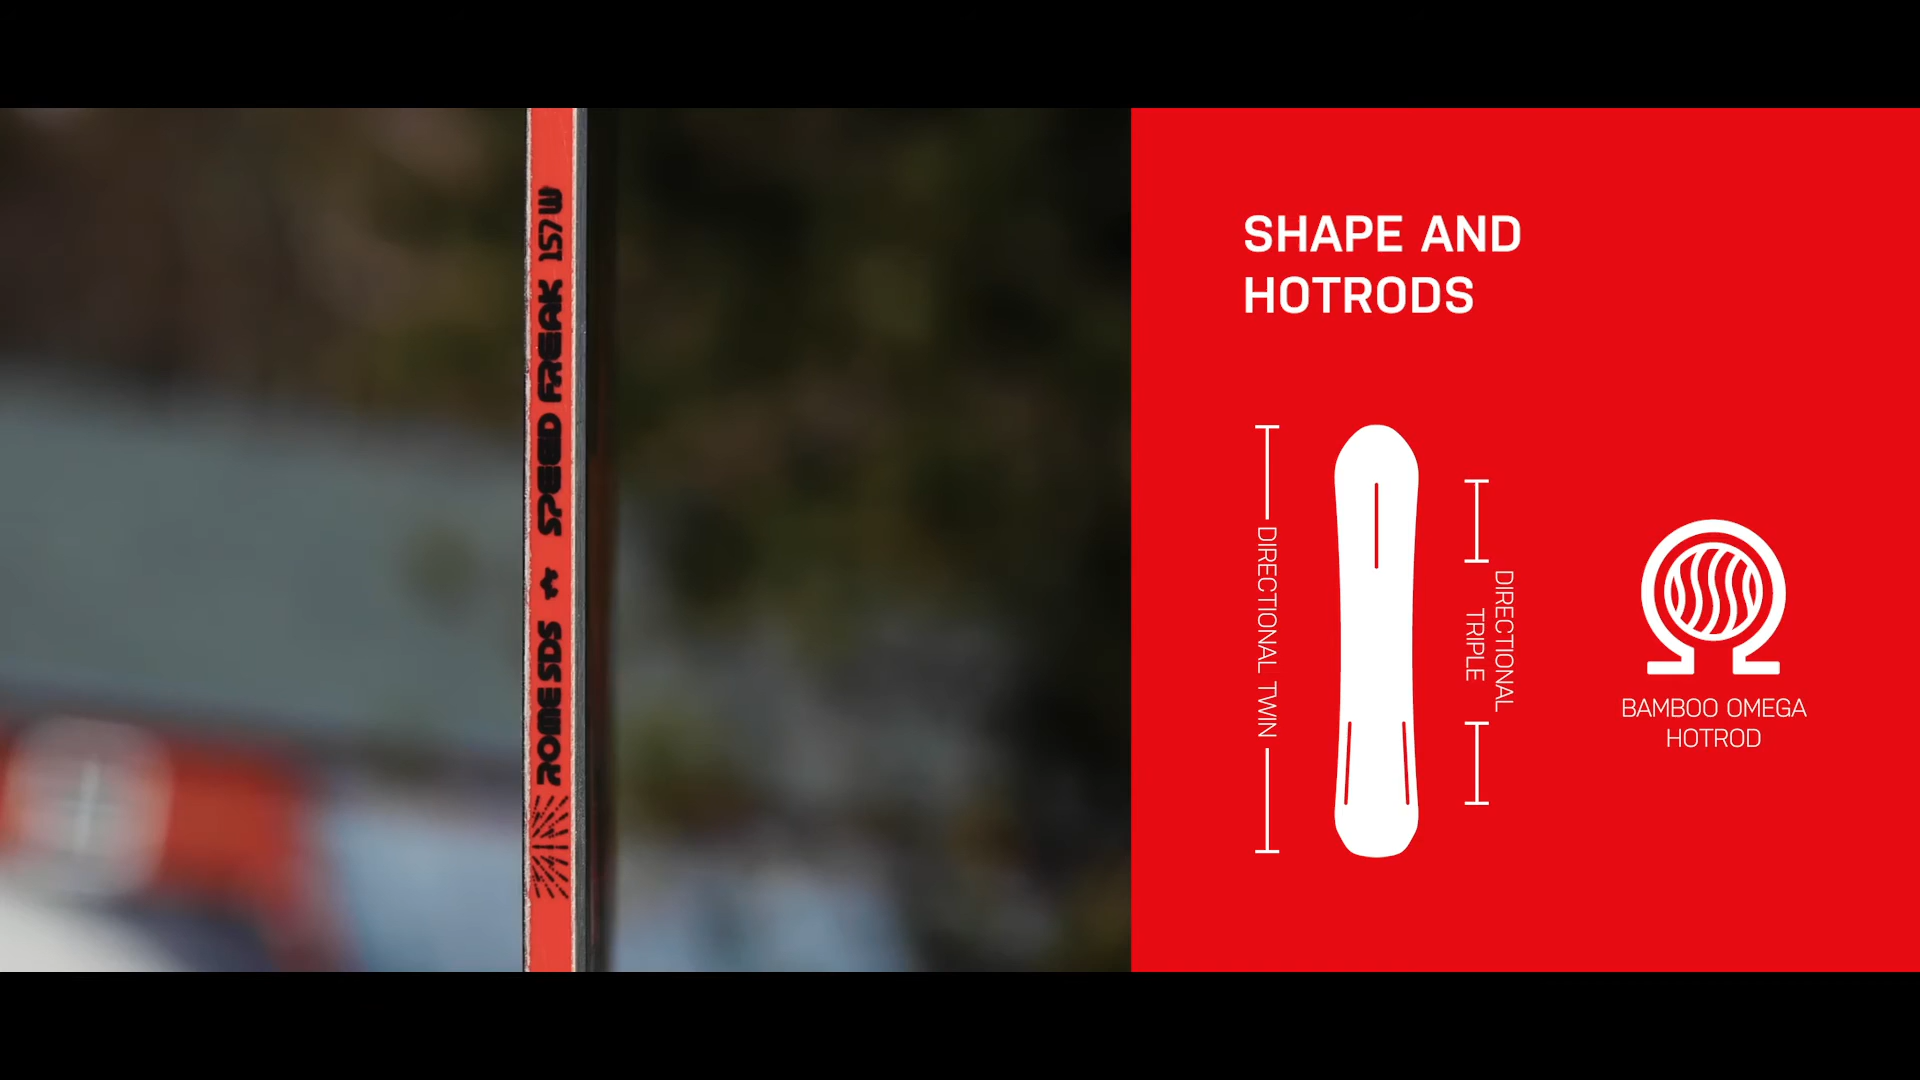 ROME SDS SPEED FREAK 157W
SHAPE AND
HOTRODS
DIRECTIONAL TWIN
DIRECTIONAL
TRIPLE
BAMBOO OMEGA
HOTROD